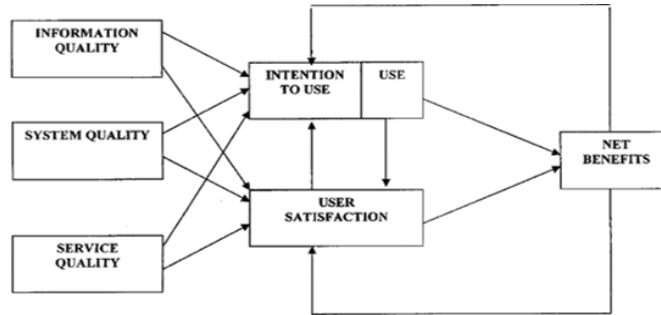 INFORMATION
QUALITY
SYSTEM QUALITY
SERVICE
QUALITY
INTENTION
TO USE
USE
USER
SATISFACTION
NET
BENEFITS